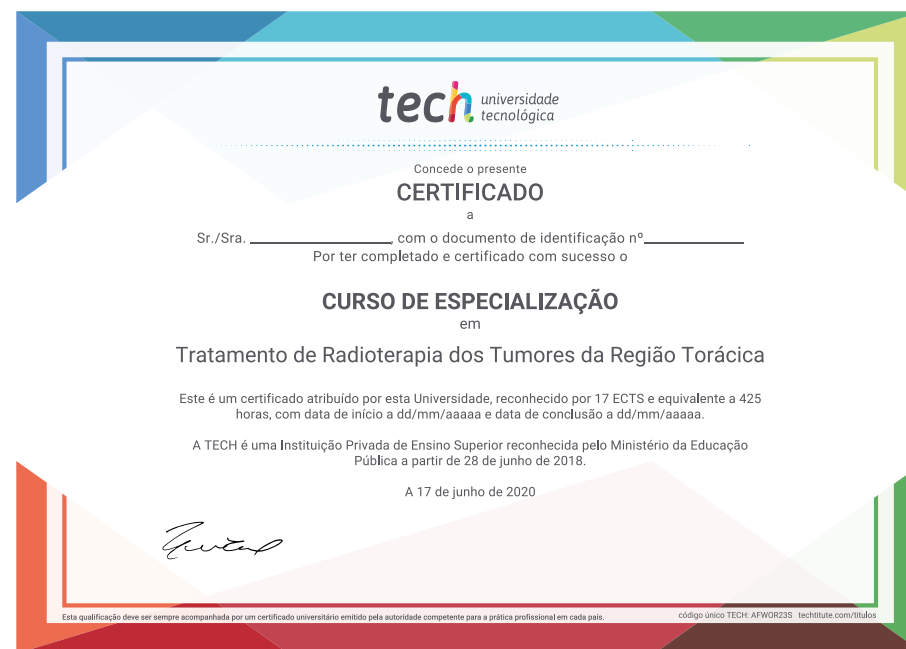 tech universidade
tecnológica
Concede o presente
CERTIFICADO
a
Sr./Sra. ____________________, com o documento de identificação nº______________
Por ter completado e certificado com sucesso o
CURSO DE ESPECIALIZAÇÃO
em
Tratamento de Radioterapia dos Tumores da Região Torácica
Este é um certificado atribuído por esta Universidade, reconhecido por 17 ECTS e equivalente a 425
horas, com data de início a dd/mm/aaaaa e data de conclusão a dd/mm/aaaaa.
A TECH é uma Instituição Privada de Ensino Superior reconhecida pelo Ministério da Educação
Pública a partir de 28 de junho de 2018.
A 17 de junho de 2020
Esta qualificação deve ser sempre acompanhada por um certificado universitário emitido pela autoridade competente para a prática profissional em cada país.
código único TECH: AFWOR23S techtitute.com/titulos